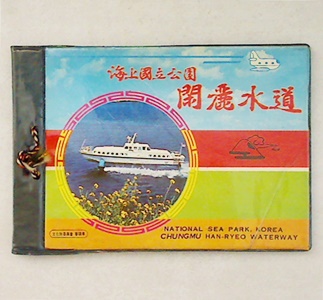 海上國立公園
閑麗水道
NATIONAL SEA PARK, KOREA
CHUNGMU HAN-RYEO WATERWAY